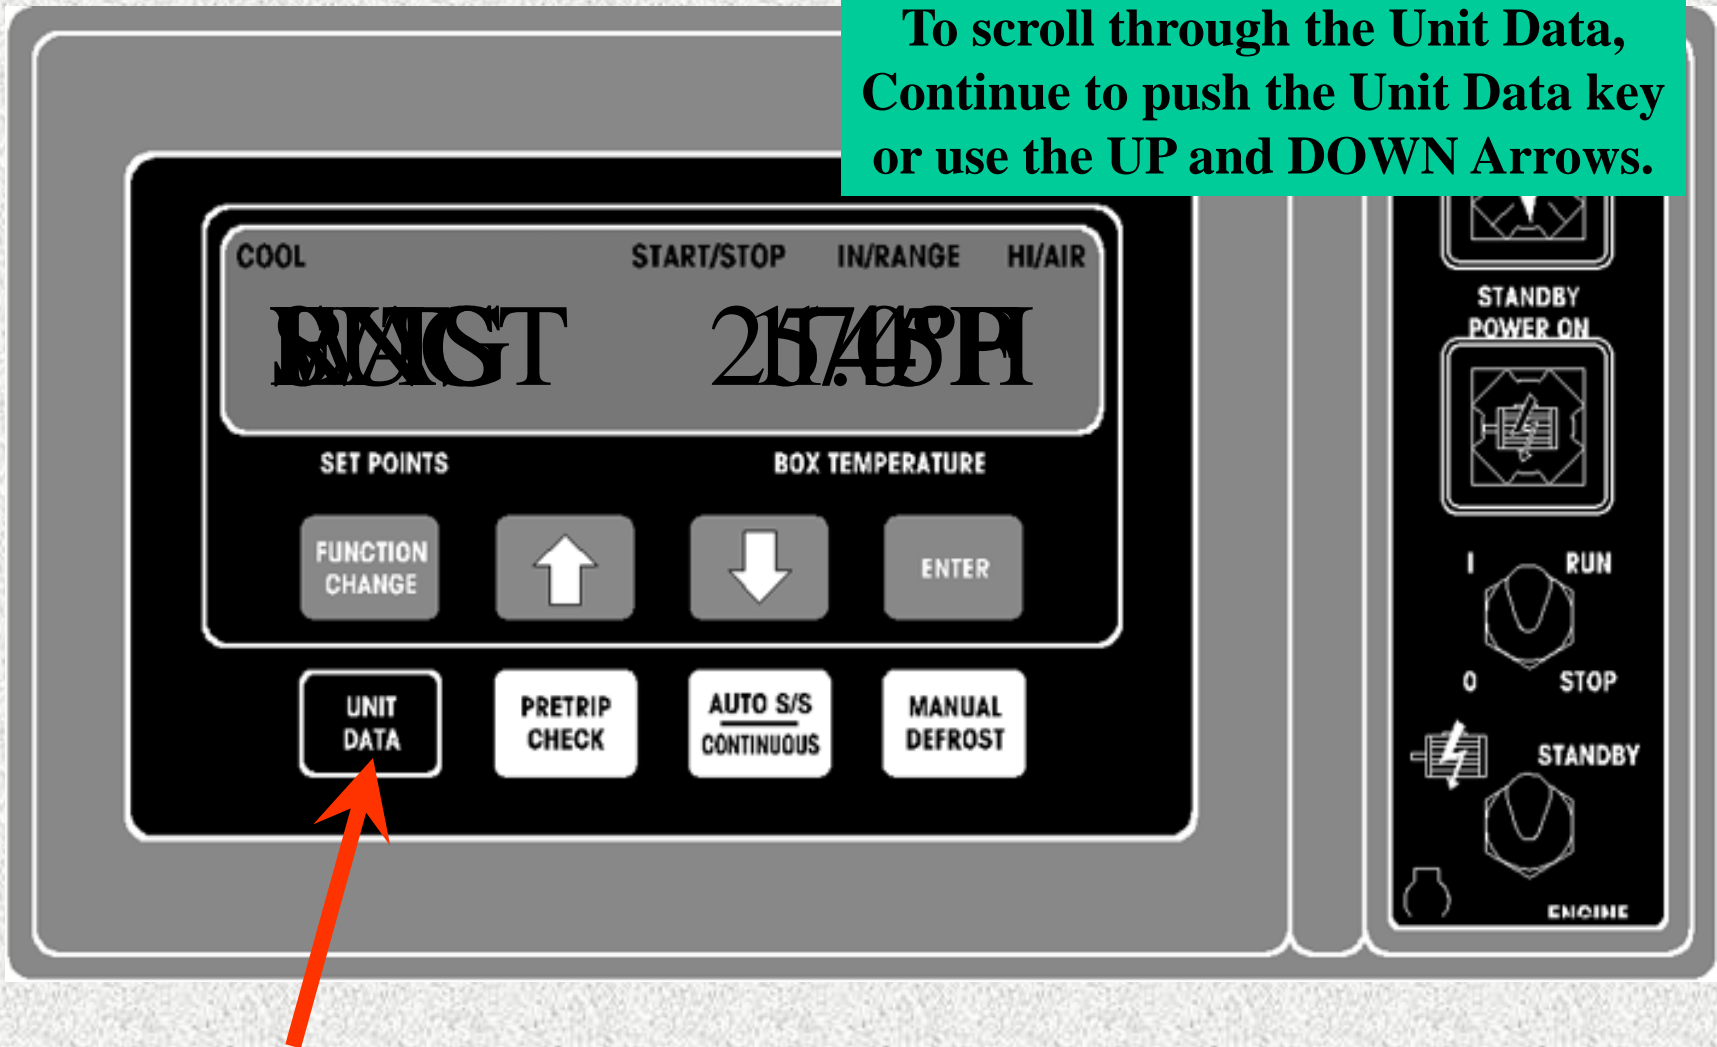 To scroll through the Unit Data,
Continue to push the Unit Data key
or use the UP and DOWN Arrows.
COOL START/STOP IN/RANGE HI/AIR
SET POINTS BOX TEMPERATURE
FUNCTION
CHANGE
ENTER
UNIT
DATA
PRETRIP
CHECK
AUTO S/S
CONTINUOUS
MANUAL
DEFROST
STANDBY
POWER ON
I RUN
0 STOP
STANDBY
ENGINE